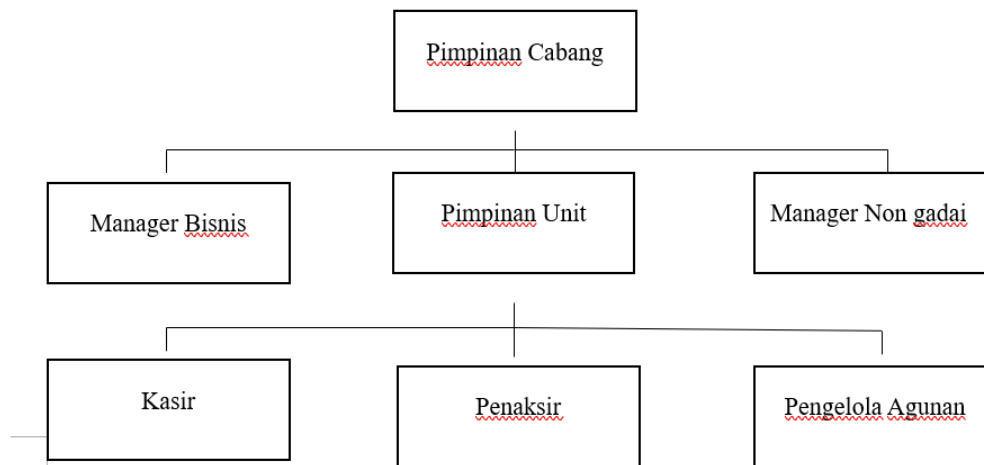 Pimpinan Cabang
Manager Bisnis
Pimpinan Unit
Manager Non gadai
Kasir
Penaksir
Pengelola Agunan